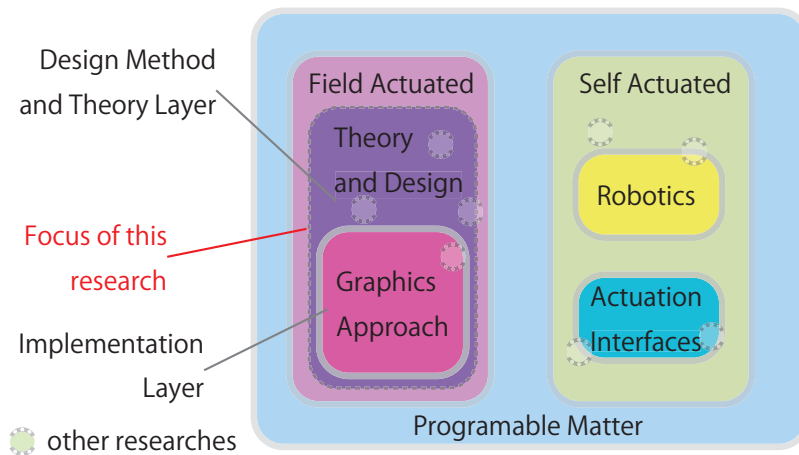 Design Method
and Theory Layer
Focus of this
research
Implementation
Layer
other researches
Field Actuated
Theory
and Design
Graphics
Approach
Self Actuated
Robotics
Actuation
Interfaces
Programable Matter